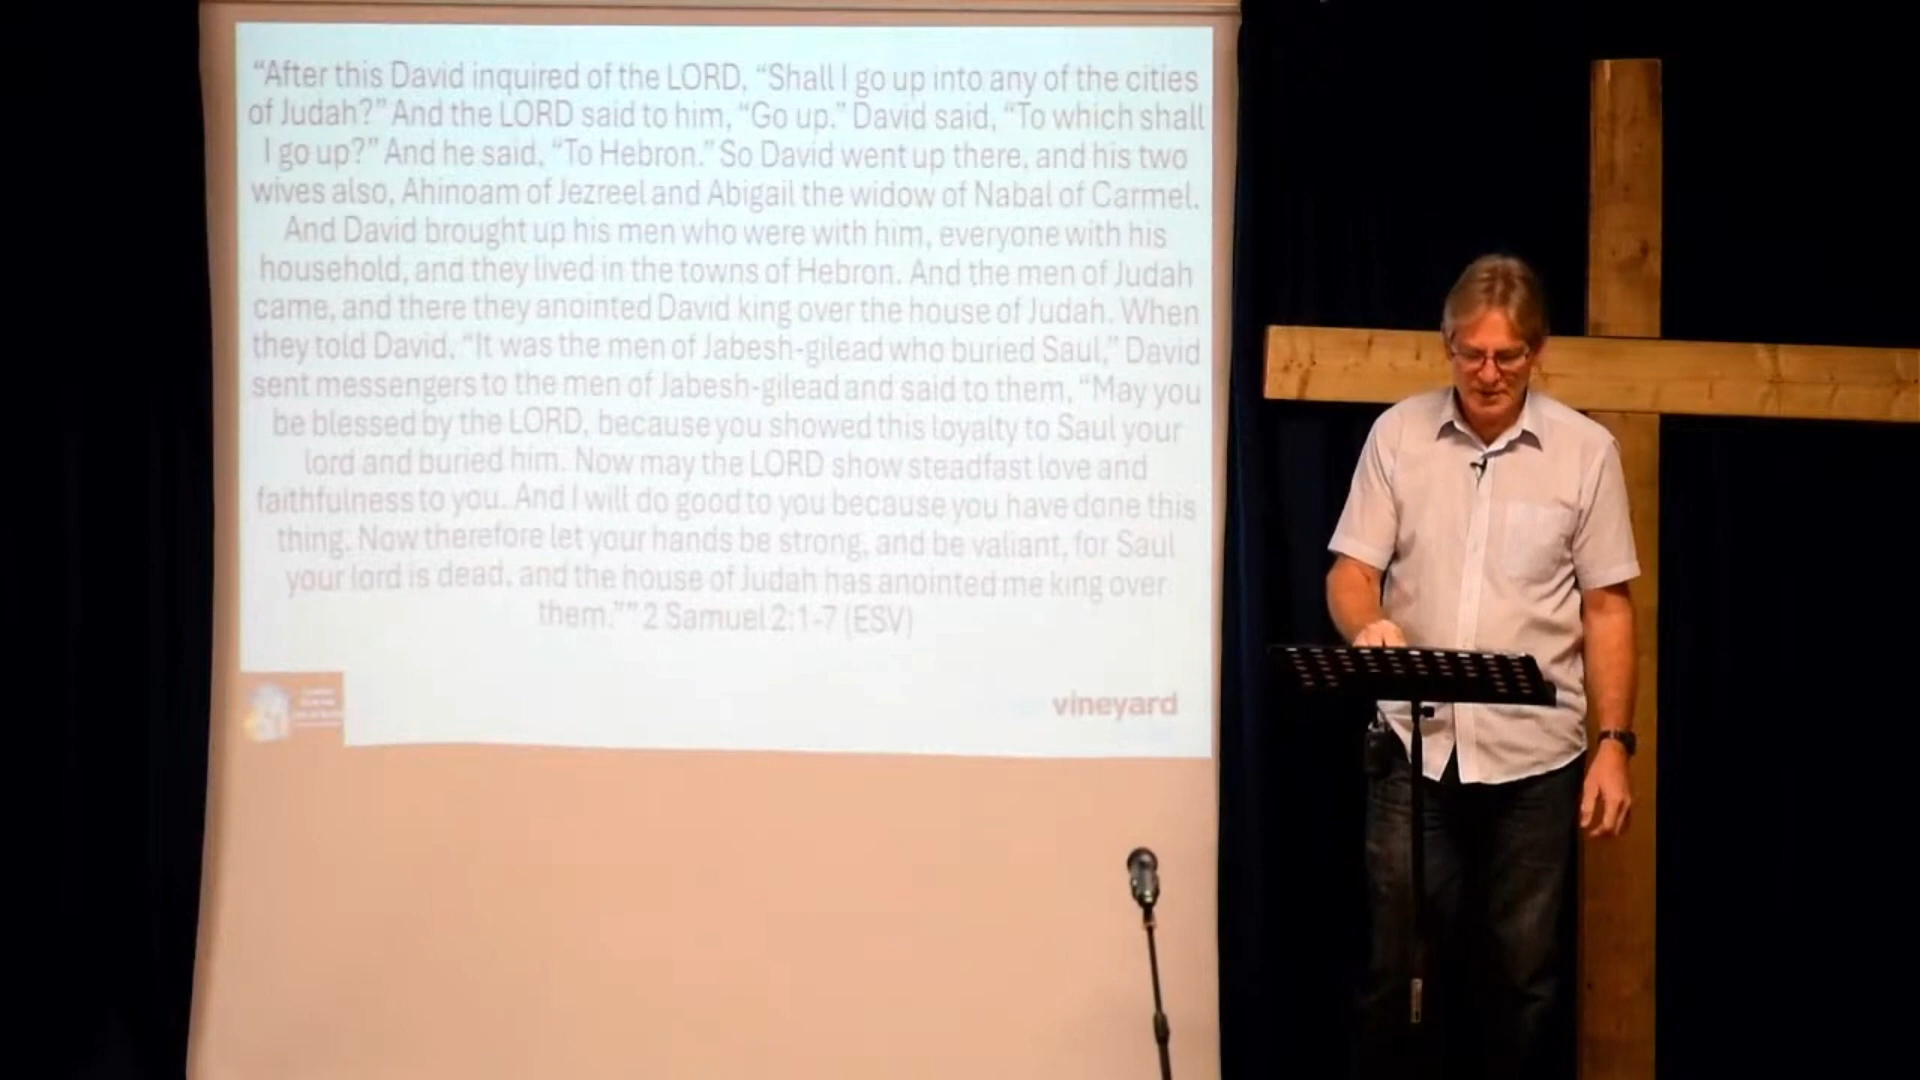 “After this David inquired of the LORD, “Shall I go up into any of the cities
of Judah?” And the LORD said to him, “Go up.” David said, “To which shall
I go up?” And he said, “To Hebron.” So David went up there, and his two
wives also, Ahinoam of Jezreel and Abigail the widow of Nabal of Carmel.
And David brought up his men who were with him, everyone with his
household, and they lived in the towns of Hebron. And the men of Judah
came, and there they anointed David king over the house of Judah. When
they told David, “It was the men of Jabesh-gilead who buried Saul,” David
sent messengers to the men of Jabesh-gilead and said to them, “May you
be blessed by the LORD, because you showed this loyalty to Saul your
lord and buried him. Now may the LORD show steadfast love and
faithfulness to you. And I will do good to you because you have done this
thing. Now therefore let your hands be strong, and be valiant, for Saul
your lord is dead, and the house of Judah has anointed me king over
them.”” 2 Samuel 2:1-7 (ESV)
vineyard